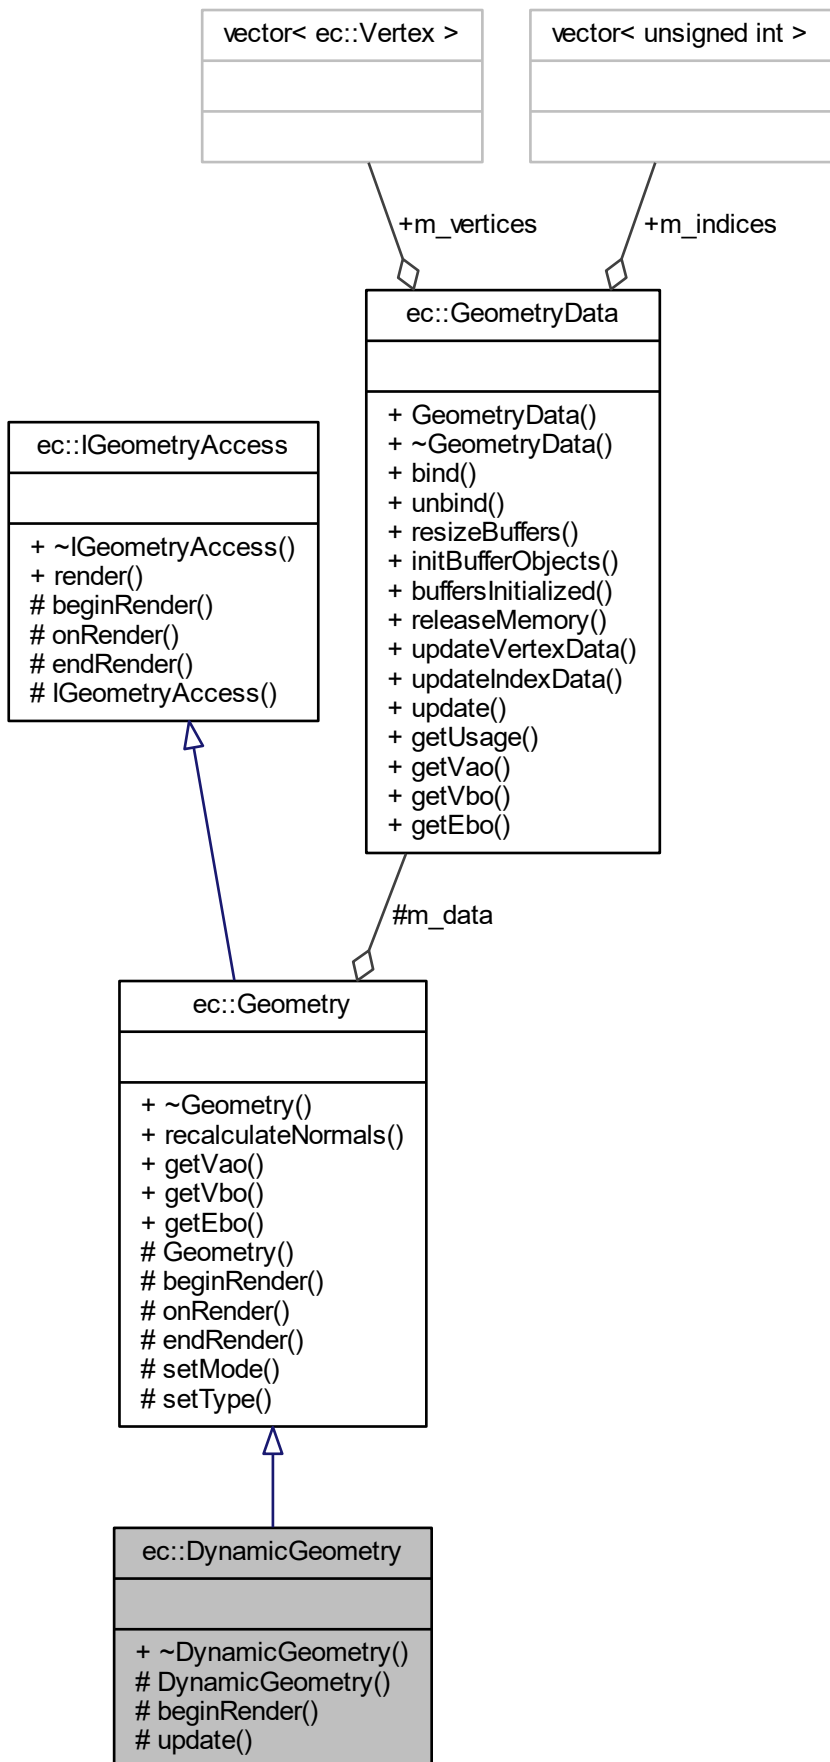 vector< ec::Vertex >
vector< unsigned int >
+m_vertices
+m_indices
ec::GeometryData
+ GeometryData()
+ ~GeometryData()
+ bind()
+ unbind()
+ resizeBuffers()
+ initBufferObjects()
+ buffersInitialized()
+ releaseMemory()
+ updateVertexData()
+ updateIndexData()
+ update()
+ getUsage()
+ getVao()
+ getVbo()
+ getEbo()
ec::IGeometryAccess
+ ~IGeometryAccess()
+ render()
# beginRender()
# onRender()
# endRender()
# IGeometryAccess()
#m_data
ec::Geometry
+ ~Geometry()
+ recalculateNormals()
+ getVao()
+ getVbo()
+ getEbo()
# Geometry()
# beginRender()
# onRender()
# endRender()
# setMode()
# setType()
ec::DynamicGeometry
+ ~DynamicGeometry()
# DynamicGeometry()
# beginRender()
# update()